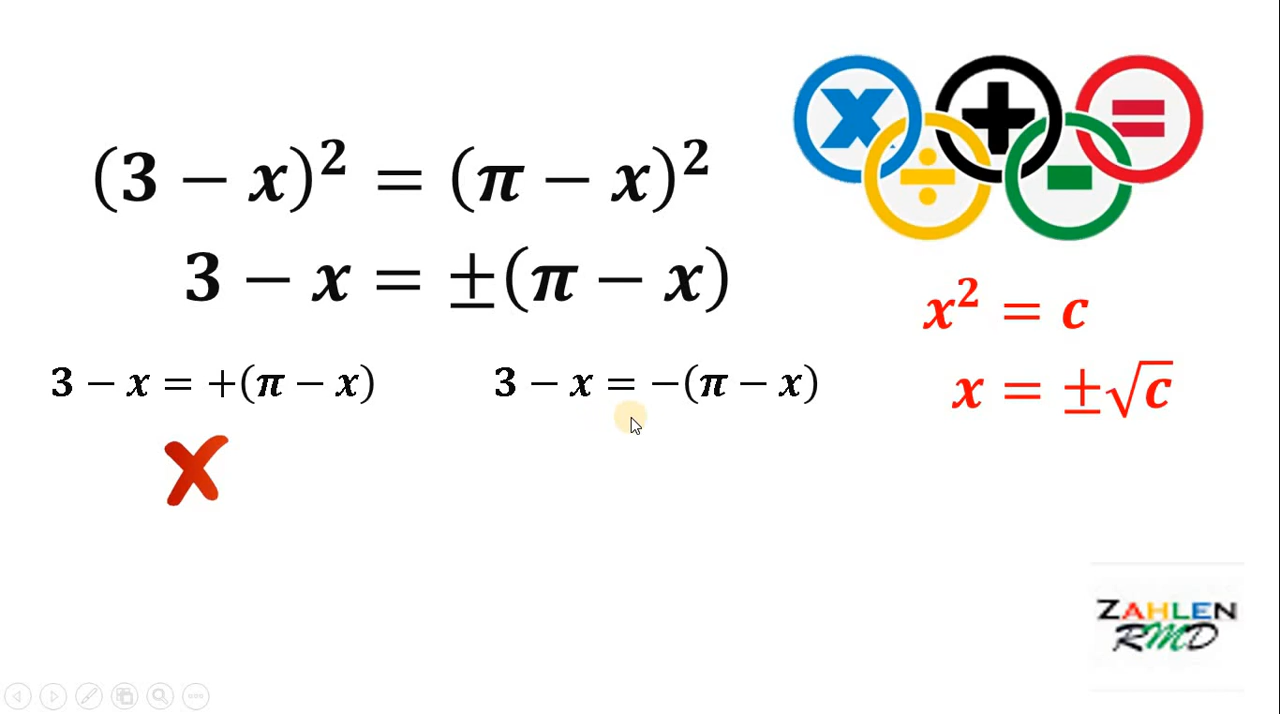 (3 − x)² = (π − x)²
3 − x = ±(π − x)
3 − x = +(π − x)
3 − x = −(π − x)
x² = c
x = ±√c
ZAHLEN
RMD